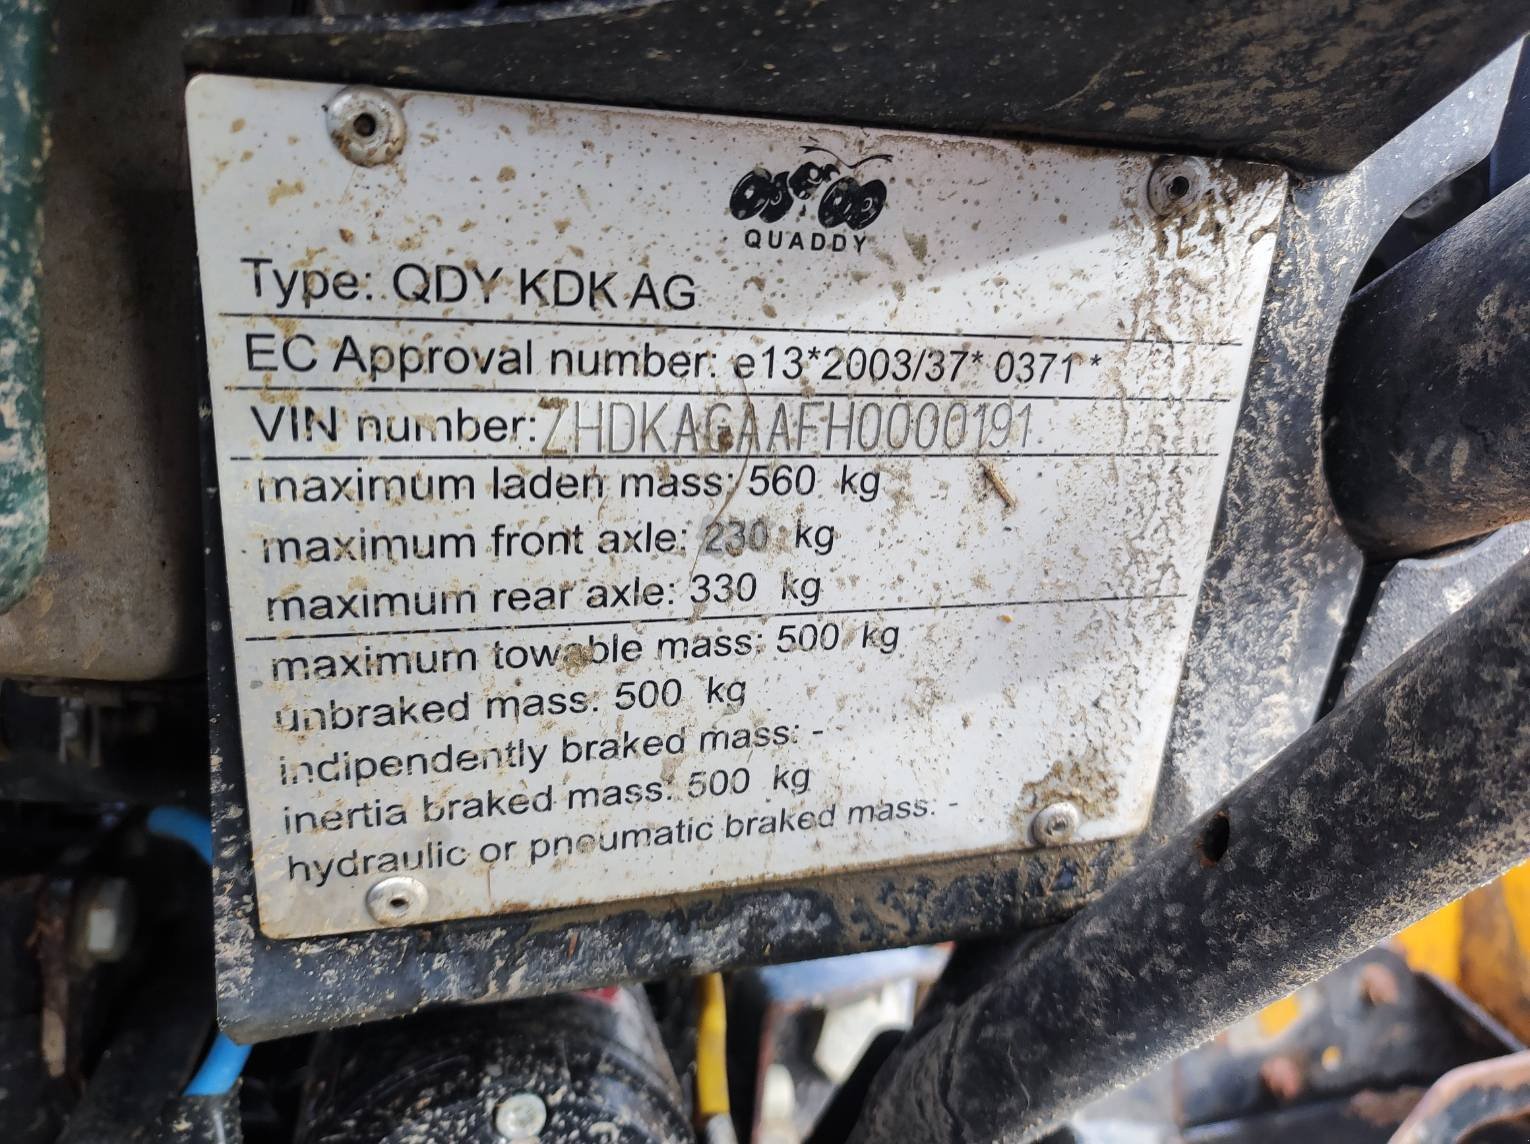 QUADDY
Type: QDY KDK AG
EC Approval number: e13*2003/37* 0371*
VIN number: ZHDKAGAAFH0000191
maximum laden mass: 560 kg
maximum front axle: 230 kg
maximum rear axle: 330 kg
maximum towable mass: 500 kg
unbraked mass: 500 kg
indipendently braked mass: -
inertia braked mass: 500 kg
hydraulic or pneumatic braked mass: -